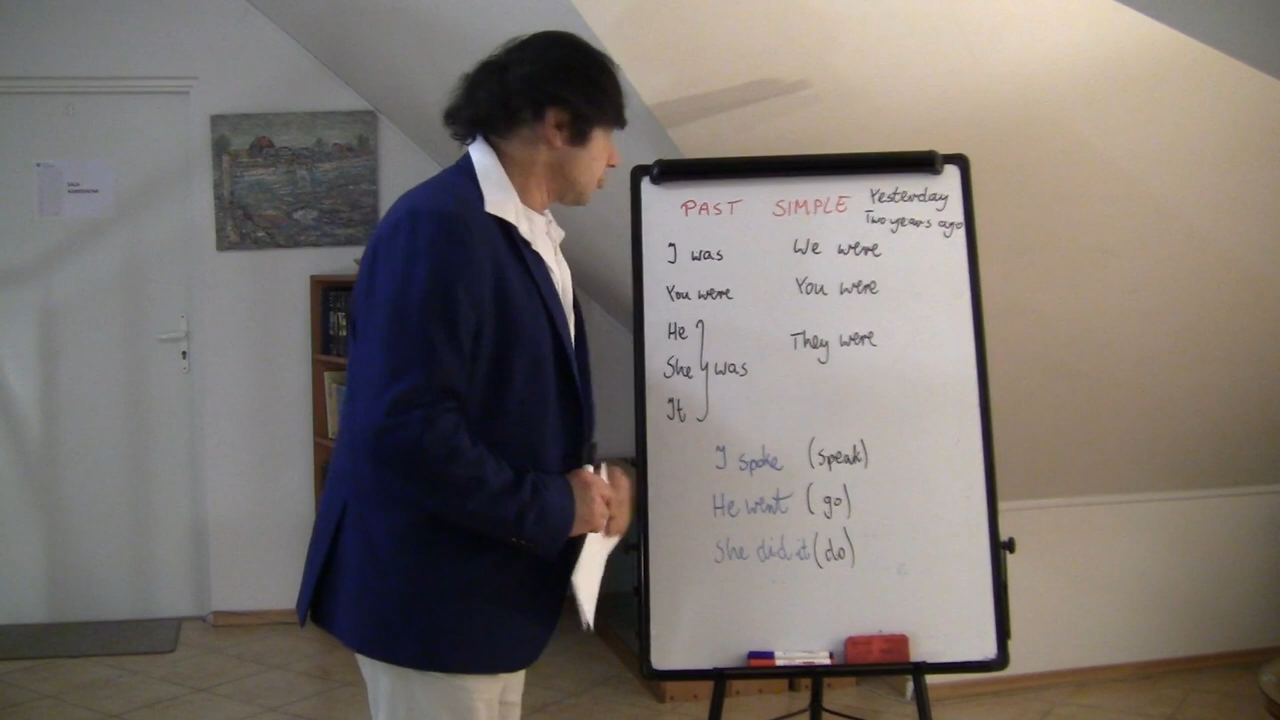 PAST SIMPLE Yesterday
Two years ago
I was We were
You were You were
He
They were
She was
It
I spoke (speak)
He went (go)
She did it (do)